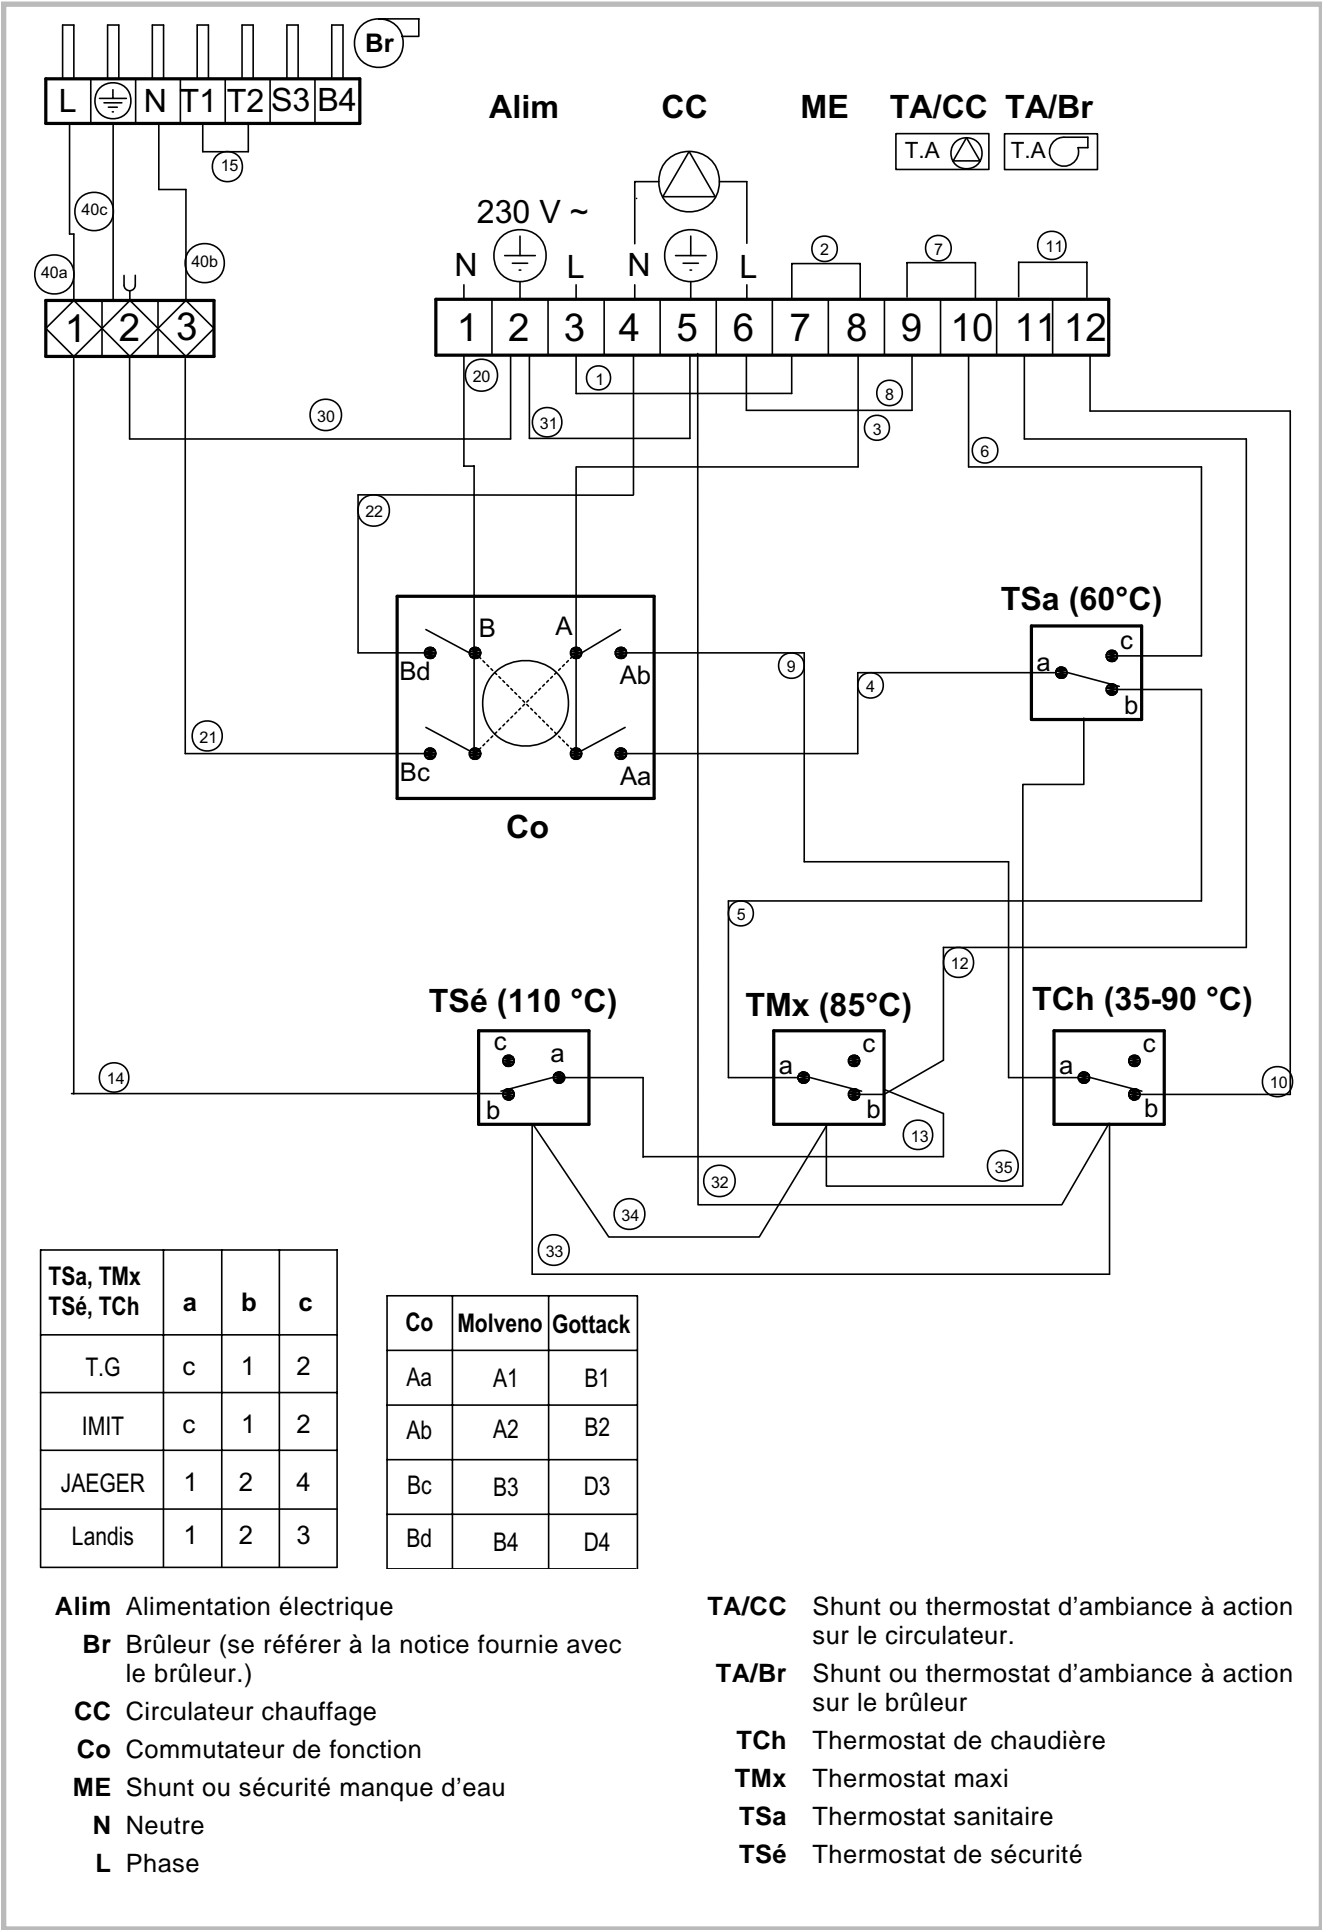 Br
L N T1 T2 S3 B4
15
40c
40a
40b
1 2 3
Alim CC ME TA/CC TA/Br
T.A T.A
230 V ~
N L N L
2 7 11
1 2 3 4 5 6 7 8 9 10 11 12
20 1 8
30 31 3
6
22
B A
Bd Ab
Bc Aa
Co
21
9
4
TSa (60°C)
c
a
b
5
12
TSé (110 °C)
c a
b
TMx (85°C)
c
a
b
TCh (35-90 °C)
c
a
b
14
10
13
35
32
34
33
TSa, TMx
TSé, TCh a b c
T.G c 1 2
IMIT c 1 2
JAEGER 1 2 4
Landis 1 2 3
Co Molveno Gottack
Aa A1 B1
Ab A2 B2
Bc B3 D3
Bd B4 D4
Alim Alimentation électrique
Br Brûleur (se référer à la notice fournie avec
le brûleur.)
CC Circulateur chauffage
Co Commutateur de fonction
ME Shunt ou sécurité manque d'eau
N Neutre
L Phase
TA/CC Shunt ou thermostat d'ambiance à action
sur le circulateur.
TA/Br Shunt ou thermostat d'ambiance à action
sur le brûleur
TCh Thermostat de chaudière
TMx Thermostat maxi
TSa Thermostat sanitaire
TSé Thermostat de sécurité